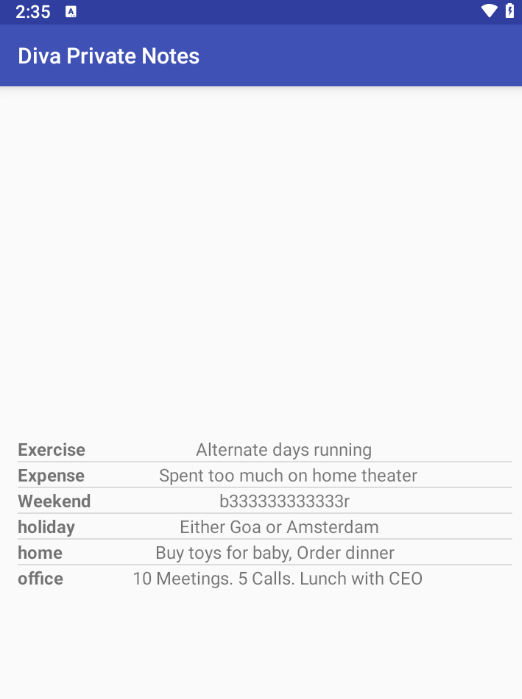 2:35 A
Diva Private Notes
Exercise Alternate days running
Expense Spent too much on home theater
Weekend b333333333333r
holiday Either Goa or Amsterdam
home Buy toys for baby, Order dinner
office 10 Meetings. 5 Calls. Lunch with CEO